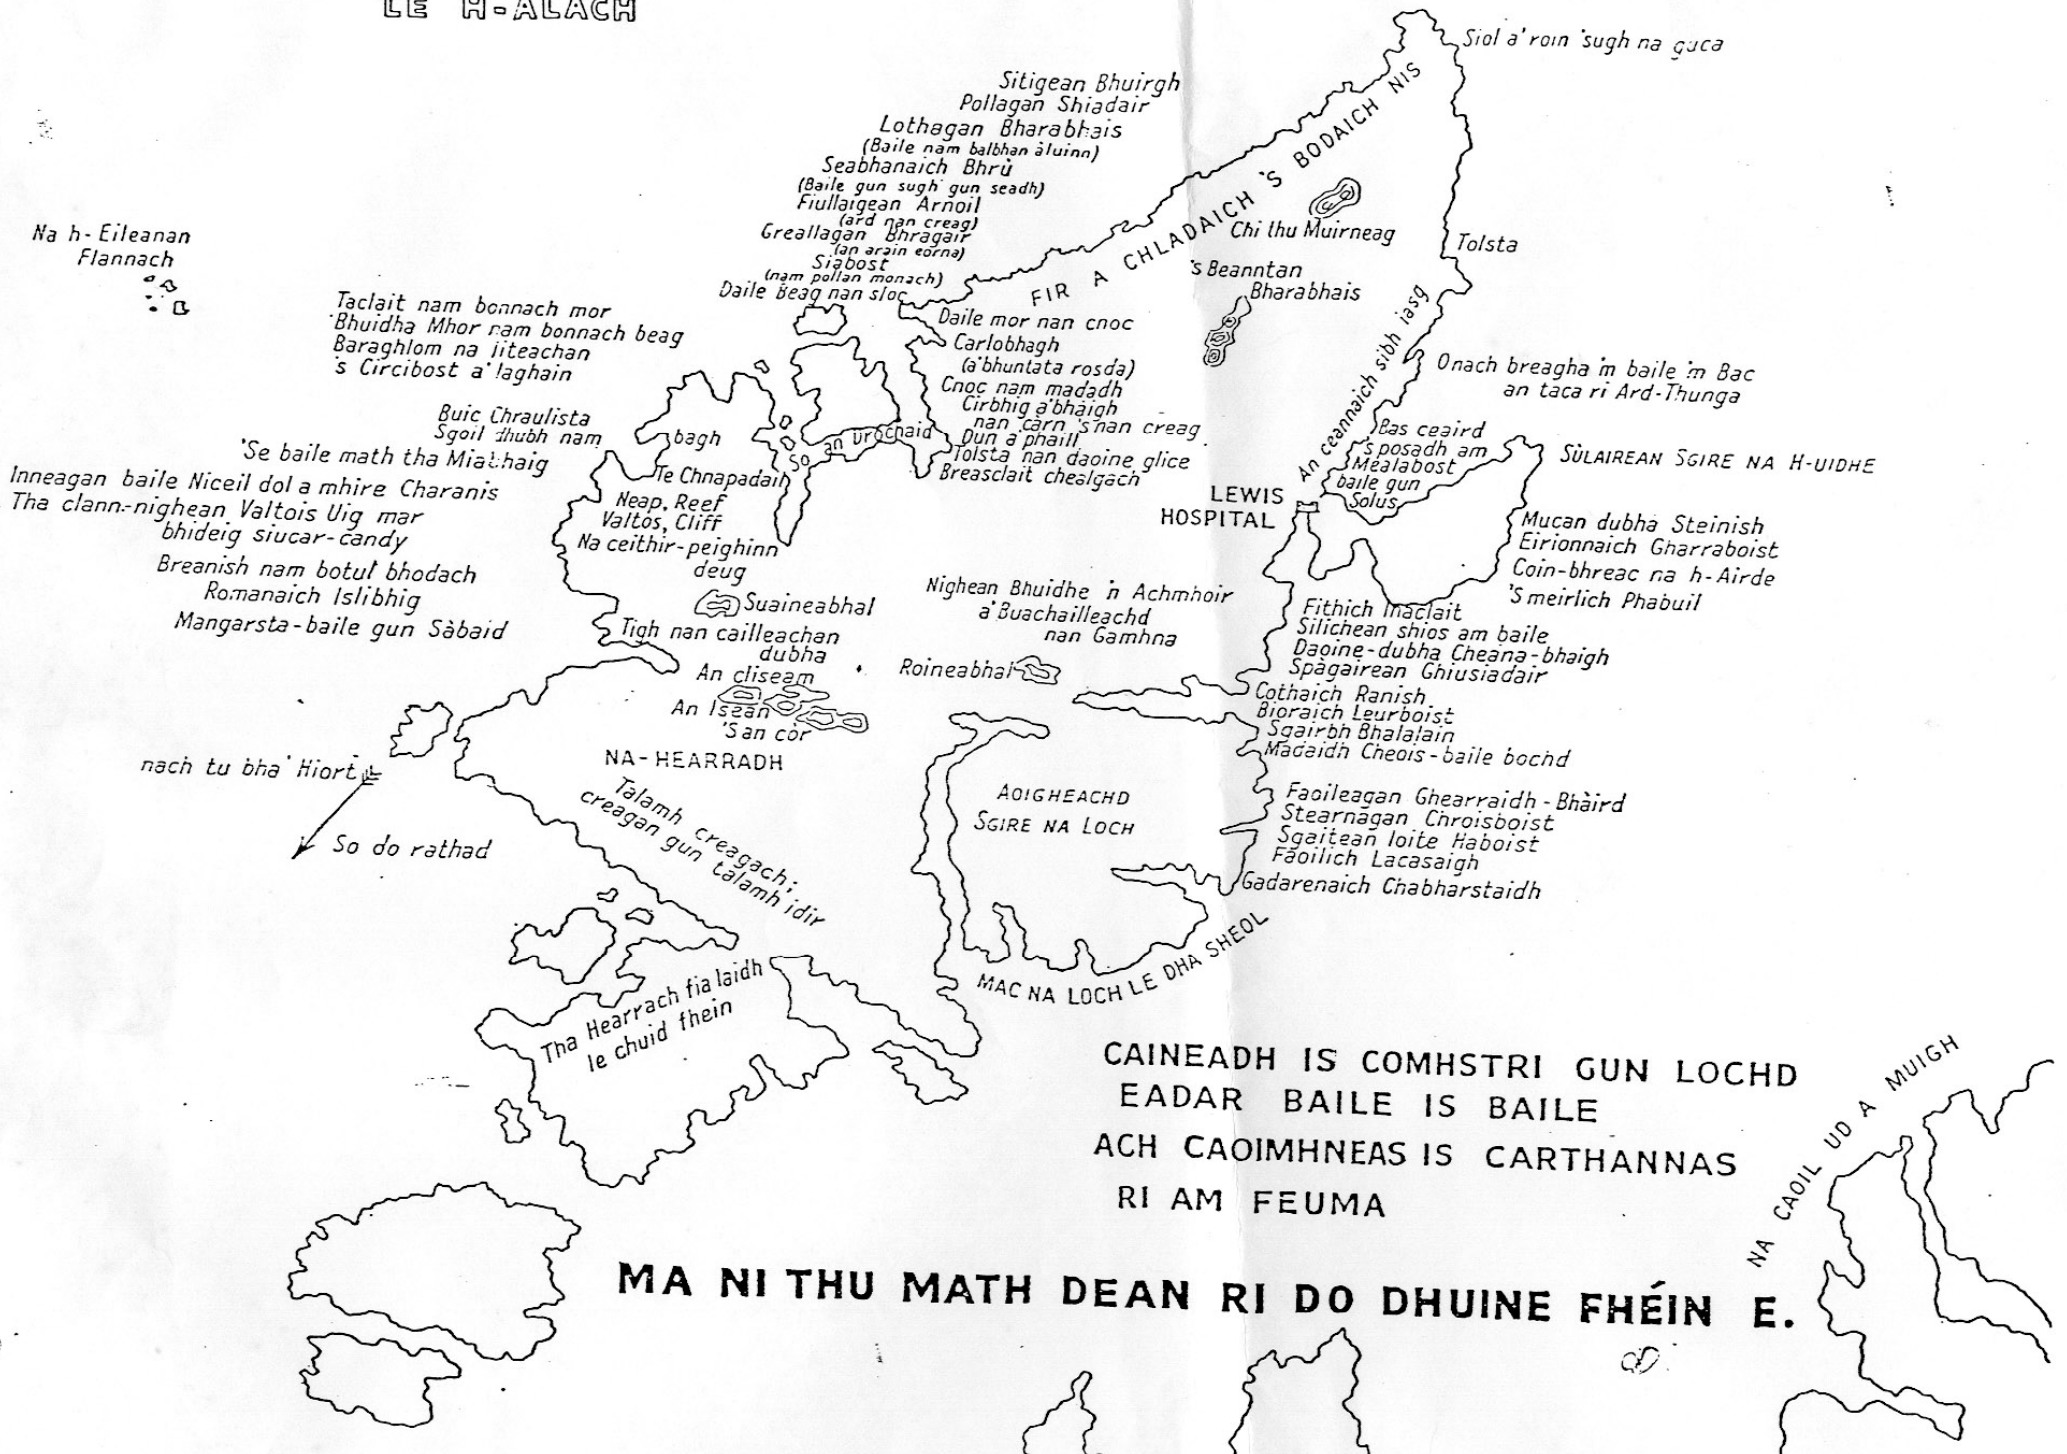 LE H-ALACH
Siol a'roin 'sugh na guca
Sitigean Bhuirgh
Pollagan Shiadair
Lothagan Bharabhais
(Baile nam balbhan àluinn)
Seabhanaich Bhrù
(Baile gun sugh gun seadh)
Fiullaigean Arnoil
(ard nan creag)
Greallagan Bhragair
(an arain eorna)
Siabost
(nam pollan monach)
Daile Beag nan sloc
FIR A CHLADAICH 'S BODAICH NIS
Chi thu Muirneag
's Beanntan
Bharabhais
Tolsta
An ceannaich sibh iasg
Na h-Eileanan
Flannach
Taclait nam bonnach mor
Bhuidha Mhor nam bonnach beag
Baraghlom na
's Circibost a' laghain
Buic Chraulista
Sgoil dhubh nam
bagh
'Se baile math tha Miabhaig
Inneagan baile Niceil dol a mhire Charanis
Tha clann-nighean Valtois Uig mar
bhideig siucar-candy
Breanish nam botul bhodach
Romanaich Islibhig
Mangarsta-baile gun Sàbaid
Te Chnapadail
Neap, Reef
Valtos, Cliff
Na ceithir-peighinn
deug
Suaineabhal
Tigh nan cailleachan
dubha
An cliseam
An Isean
'San còr
So an Drochaid
Daile mor nan cnoc
Carlobhagh
(a'bhuntata rosda)
Cnoc nam madadh
Cirbhig a'bhaigh
nan càrn 'snan creag
Dun a'phaill
Tolsta nan daoine glice
Breasclait chealgach
Onach breagha 'm baile 'm Bac
an taca ri Ard-Thunga
Bas ceaird
's posadh am
Mealabost
baile gun
Solus
SÙLAIREAN SGIRE NA H-UIDHE
LEWIS
HOSPITAL
Mucan dubha Steinish
Eirionnaich Gharraboist
Coin-bhreac na h-Airde
'S meirlich Phabuil
Nighean Bhuidhe 'n Achmhoir
a'Buachailleachd
nan Gamhna
Roineabhal
Fithich Inaclait
Silichean shios am baile
Daoine-dubha Cheana-bhaigh
Spàgairean Ghiusiadair
Cothaich Ranish
Bioraich Leurboist
Sgairbh Bhalalain
Madaidh Cheois-baile bochd
Faoileagan Ghearraidh-Bhàird
Stearnagan Chroisboist
Sgaitean loite Haboist
Faoilich Lacasaigh
Gadarenaich Chabharstaidh
NA-HEARRADH
Talamh creagach;
creagan gun talamh idir
nach tu bha' Hiort
So do rathad
AOIGHEACHD
SGIRE NA LOCH
MAC NA LOCH LE DHA SHEOL
Tha Hearrach fialaidh
le chuid fhein
CAINEADH IS COMHSTRI GUN LOCHD
EADAR BAILE IS BAILE
ACH CAOIMHNEAS IS CARTHANNAS
RI AM FEUMA
NA CAOIL UD A MUIGH
MA NI THU MATH DEAN RI DO DHUINE FHÉIN E.